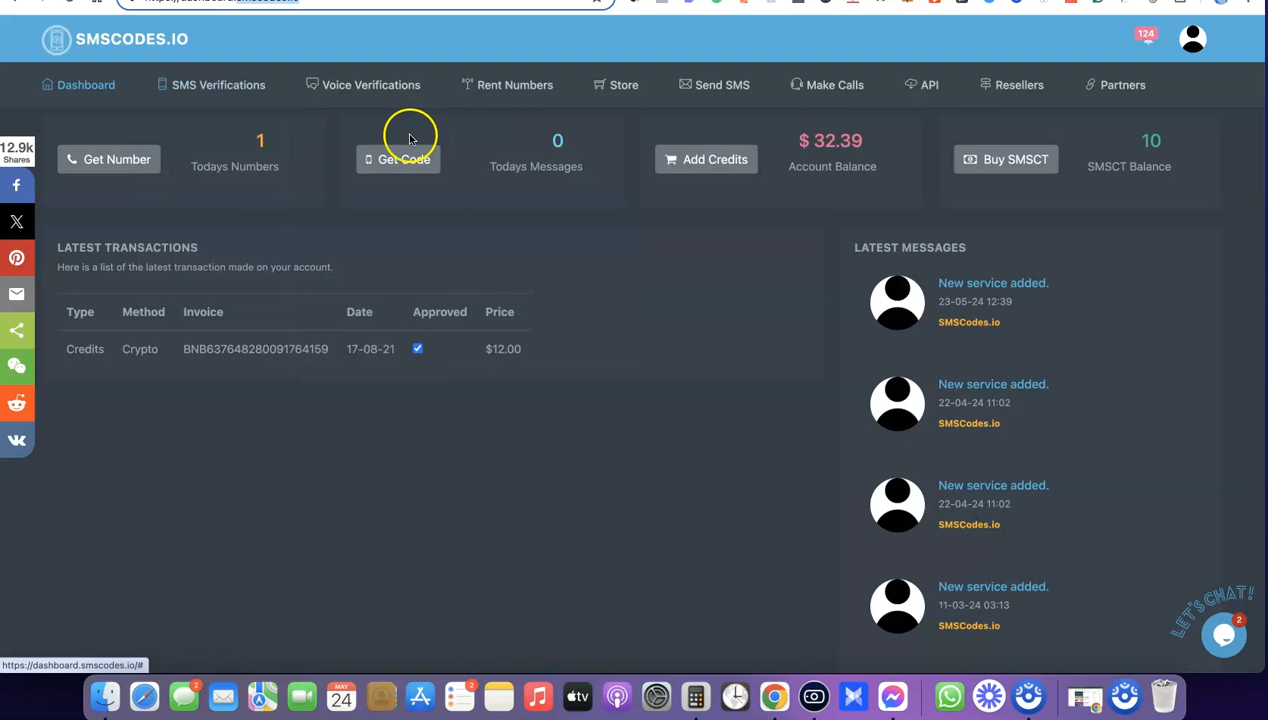 SMSCODES.IO
124
Dashboard SMS Verifications Voice Verifications Rent Numbers Store Send SMS Make Calls API Resellers Partners
12.9k
Shares
Get Number
1
Todays Numbers
Get Code
0
Todays Messages
Add Credits
$ 32.39
Account Balance
Buy SMSCT
10
SMSCT Balance
LATEST TRANSACTIONS
Here is a list of the latest transaction made on your account.
Type Method Invoice Date Approved Price
Credits Crypto BNB637648280091764159 17-08-21 $12.00
LATEST MESSAGES
New service added.
23-05-24 12:39
SMSCodes.io
New service added.
22-04-24 11:02
SMSCodes.io
New service added.
22-04-24 11:02
SMSCodes.io
New service added.
11-03-24 03:13
SMSCodes.io
LET'S CHAT!
2
https://dashboard.smscodes.io/#
2
MAY
24
2
tv